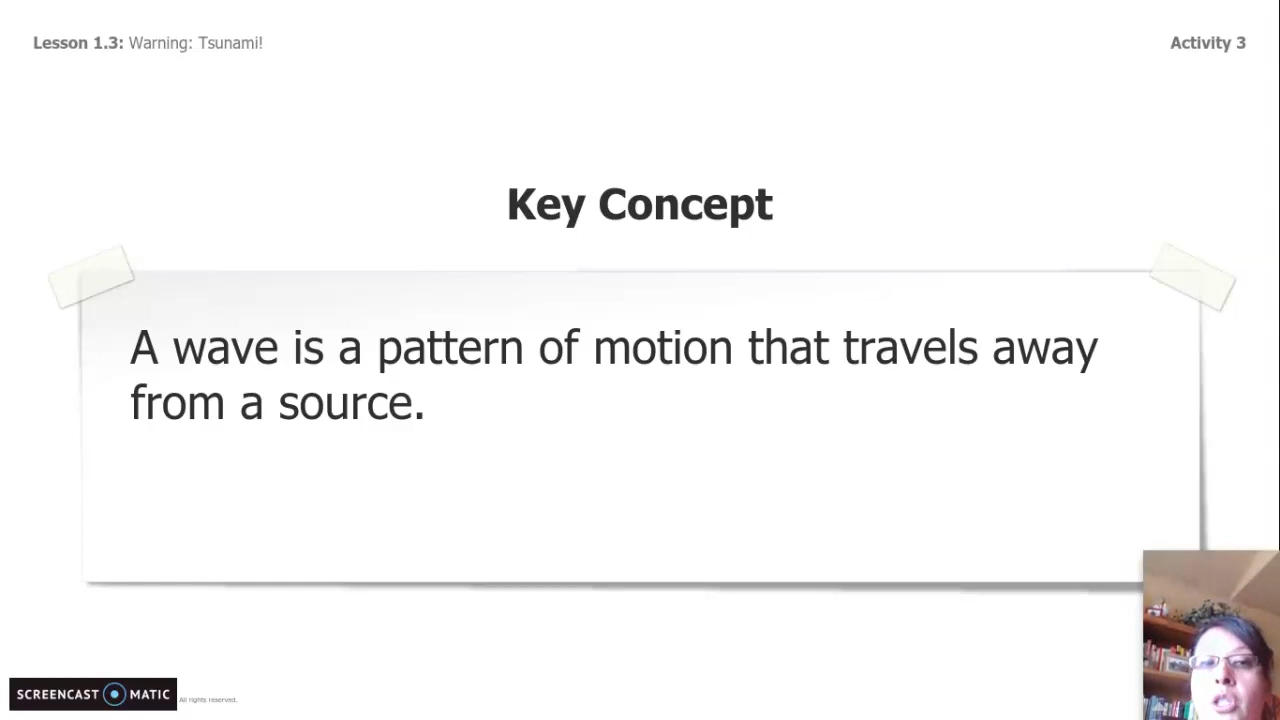 Lesson 1.3: Warning: Tsunami!
Activity 3
Key Concept
A wave is a pattern of motion that travels away
from a source.
SCREENCAST MATIC
All rights reserved.